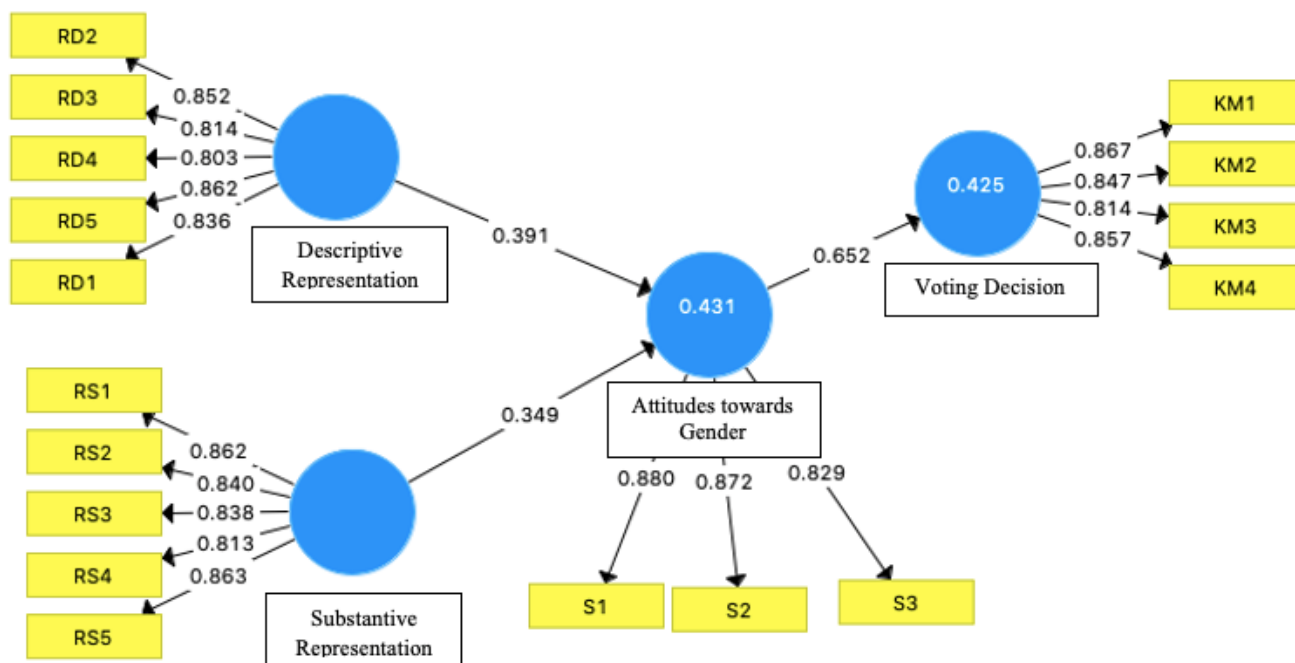 RD2
RD3
RD4
RD5
RD1
0.852
0.814
0.803
0.862
0.836
Descriptive
Representation
0.391
RS1
RS2
RS3
RS4
RS5
0.862
0.840
0.838
0.813
0.863
Substantive
Representation
0.349
0.431
Attitudes towards
Gender
0.880
0.872
0.829
S1
S2
S3
0.652
0.425
Voting Decision
0.867
0.847
0.814
0.857
KM1
KM2
KM3
KM4